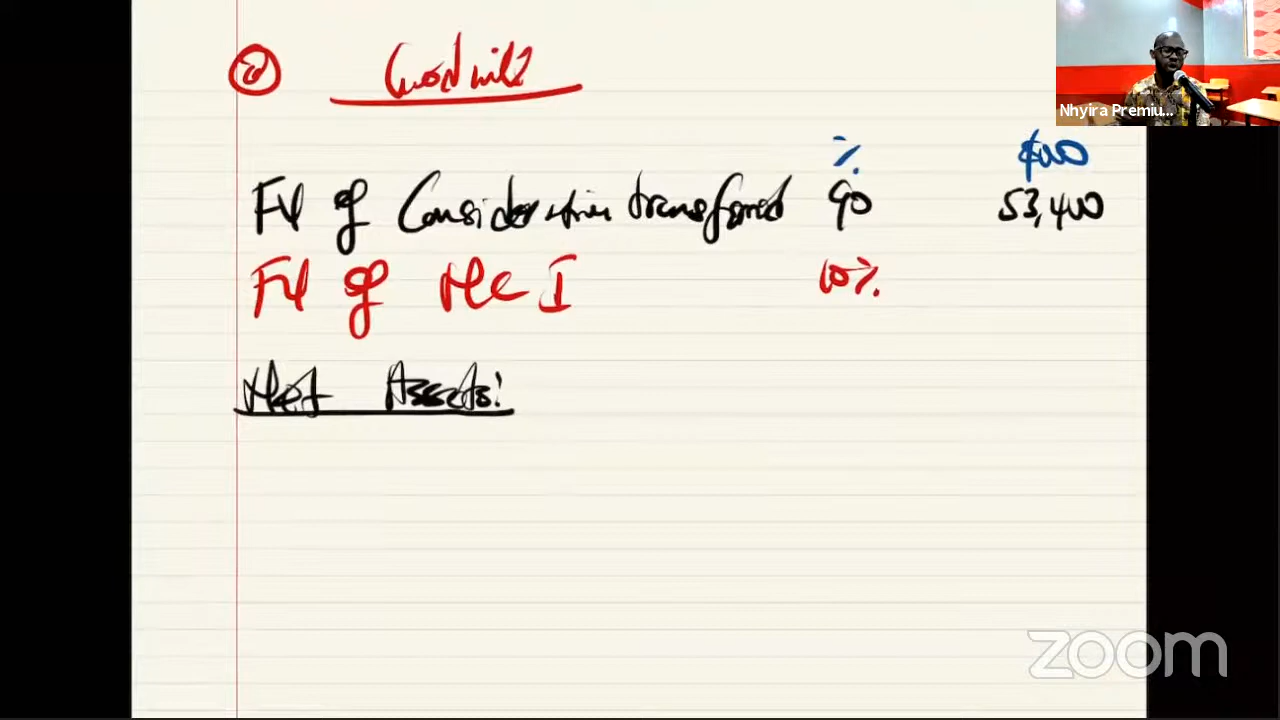 ② Goodwill
% ₵'000
FV of Consideration transferred 90 53,400
FV of NCI 10%
Net Assets:
Nhyira Premiu...
zoom